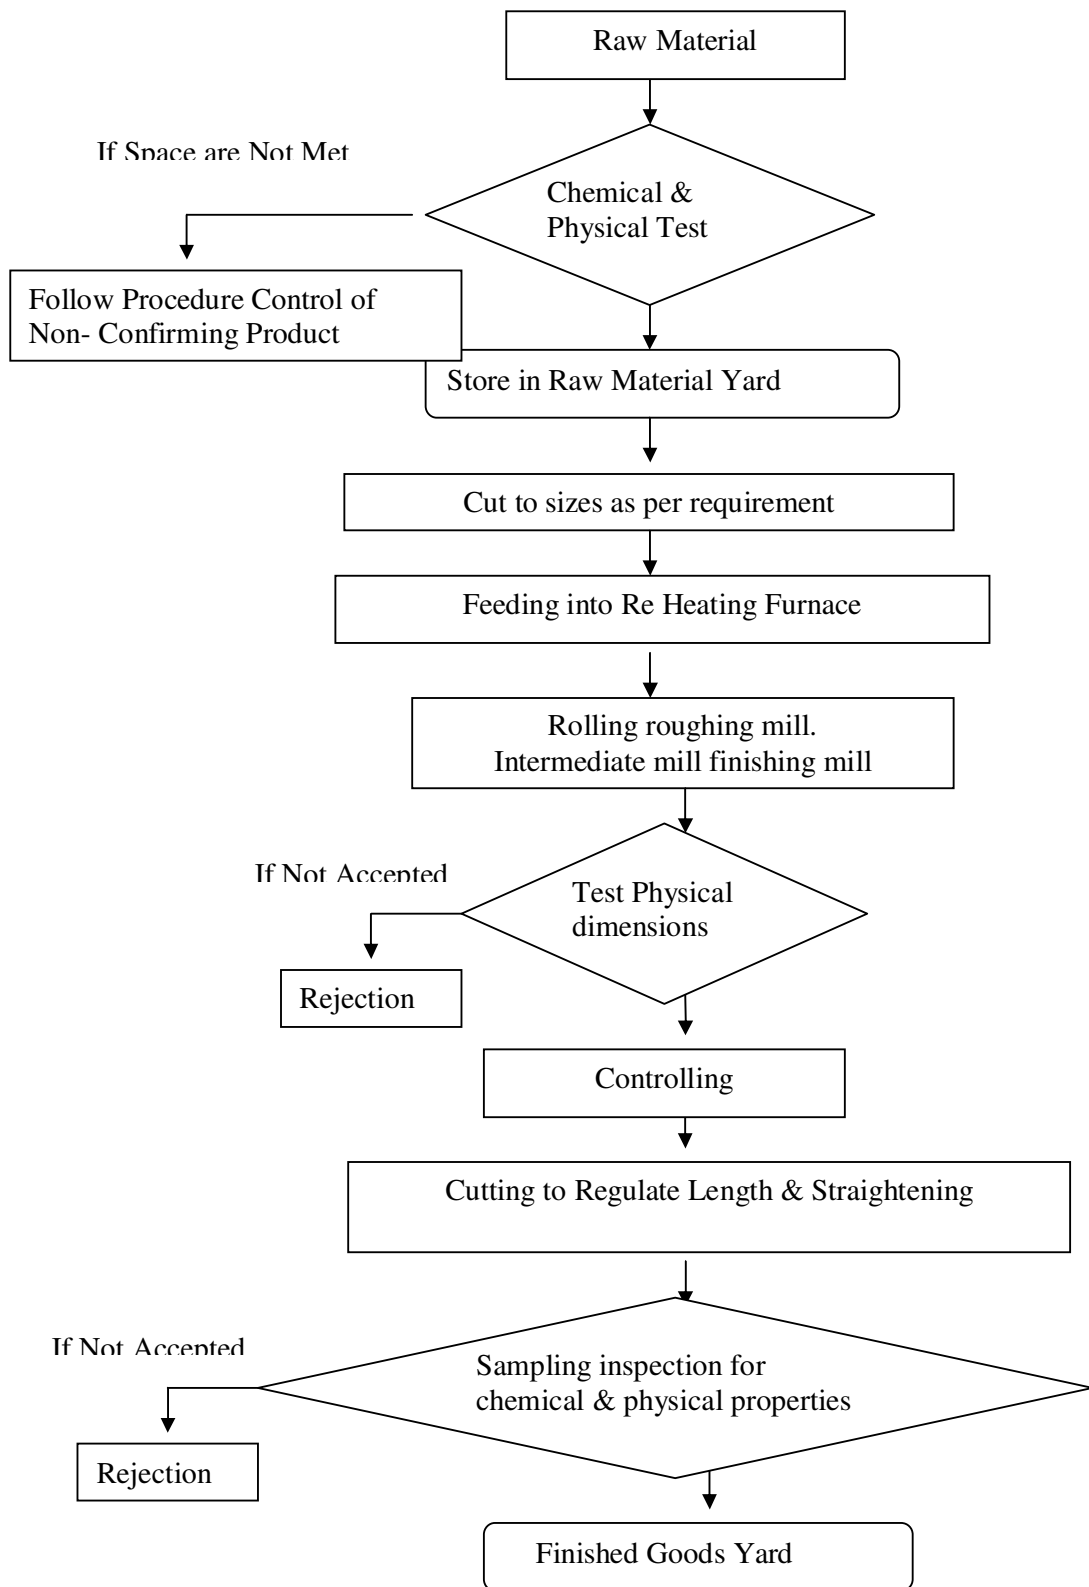 Raw Material
If Space are Not Met
Chemical &
Physical Test
Follow Procedure Control of
Non- Confirming Product
Store in Raw Material Yard
Cut to sizes as per requirement
Feeding into Re Heating Furnace
Rolling roughing mill.
Intermediate mill finishing mill
If Not Accepted
Test Physical
dimensions
Rejection
Controlling
Cutting to Regulate Length & Straightening
If Not Accepted
Sampling inspection for
chemical & physical properties
Rejection
Finished Goods Yard